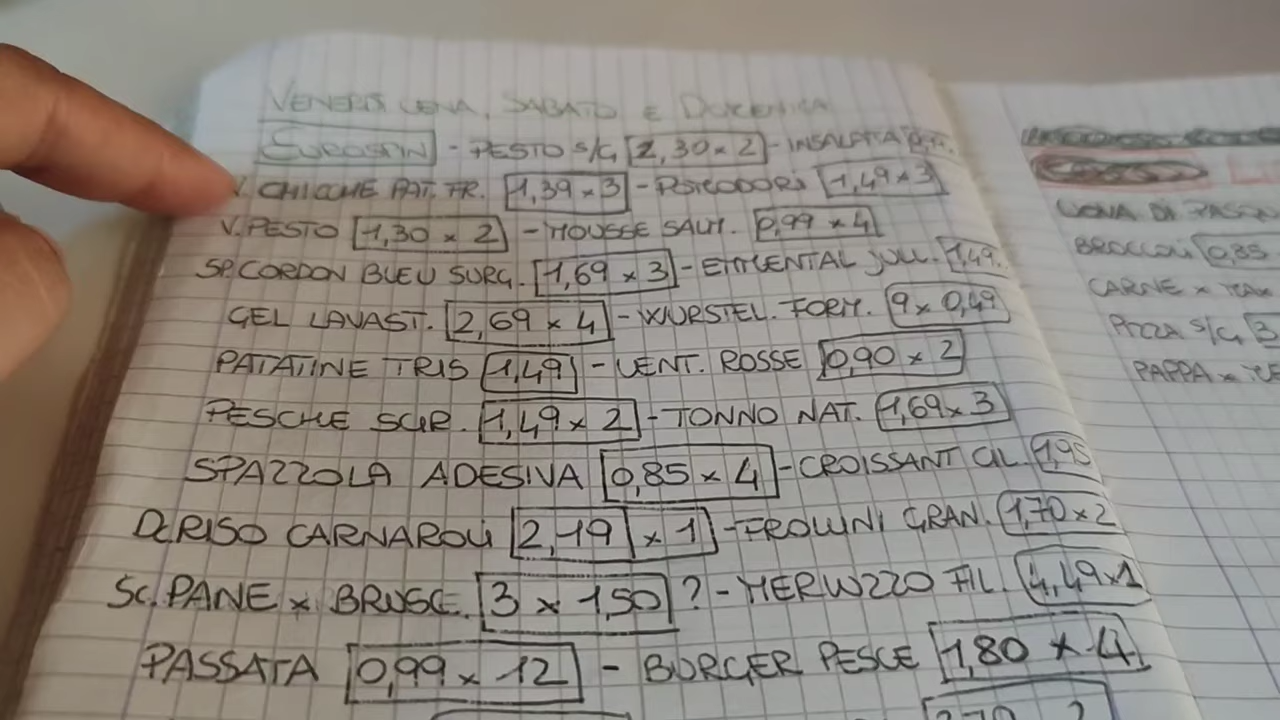 VENERDÌ CENA, SABATO E DOMENICA
EUROSPIN - PESTO S/G 2,30 x 2 - INSALATA
V. CHICCHE PAT. FR. 1,39 x 3 - POMODORI 1,49 x 3
V. PESTO 1,30 x 2 - MOUSSE SALM. 0,99 x 4
SP. CORDON BLEU SURG. 1,69 x 3 - EMMENTAL JUL. 1,49
GEL LAVAST. 2,69 x 4 - WURSTEL. FORM. 9 x 0,49
PATATINE TRIS 1,49 - LENT. ROSSE 0,90 x 2
PESCHE SCIR. 1,49 x 2 - TONNO NAT. 1,69 x 3
SPAZZOLA ADESIVA 0,85 x 4 - CROISSANT CIL. 1,95
D. RISO CARNAROLI 2,19 x 1 - FROLLINI GRAN. 1,70 x 2
SC. PANE x BRUSC. 3 x 1,50 ? - MERLUZZO FIL. 4,49 x 1
PASSATA 0,99 x 12 - BURGER PESCE 1,80 x 4
UOVA DI PASQU
BROCCOLI 0,85
CARNE x
PIZZA S/G 3
PAPPA x